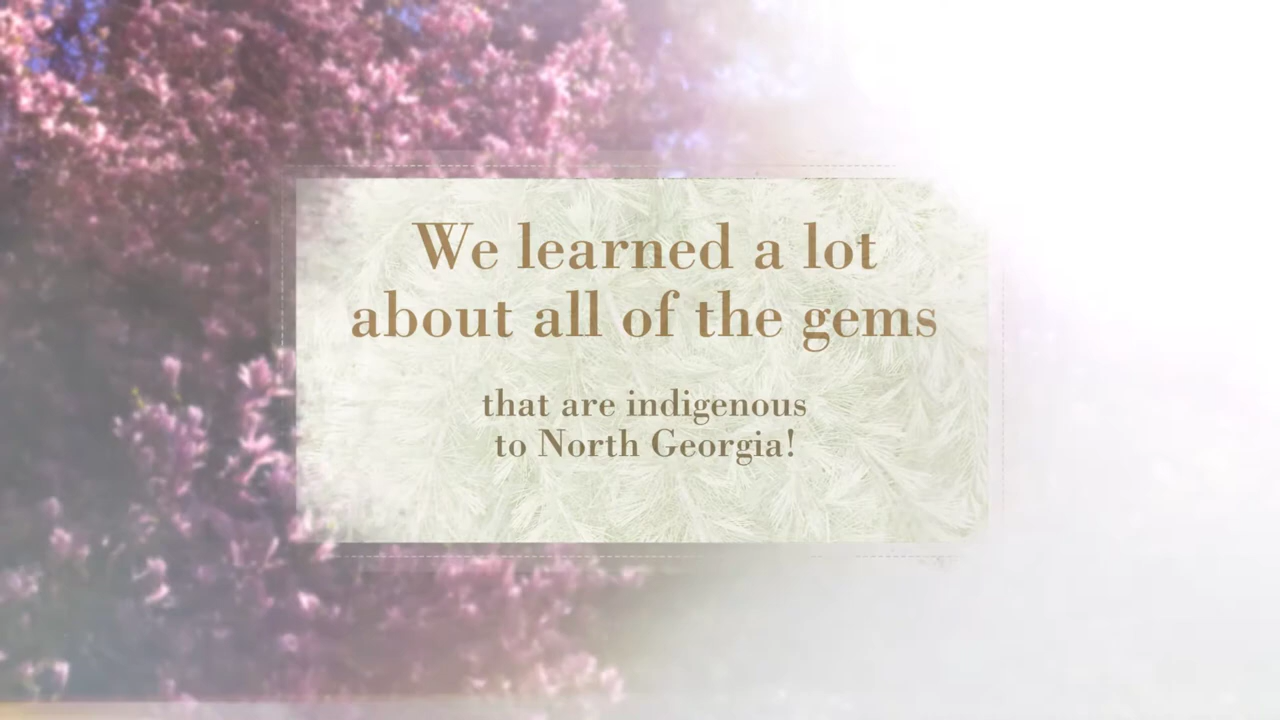 We learned a lot
about all of the gems
that are indigenous
to North Georgia!